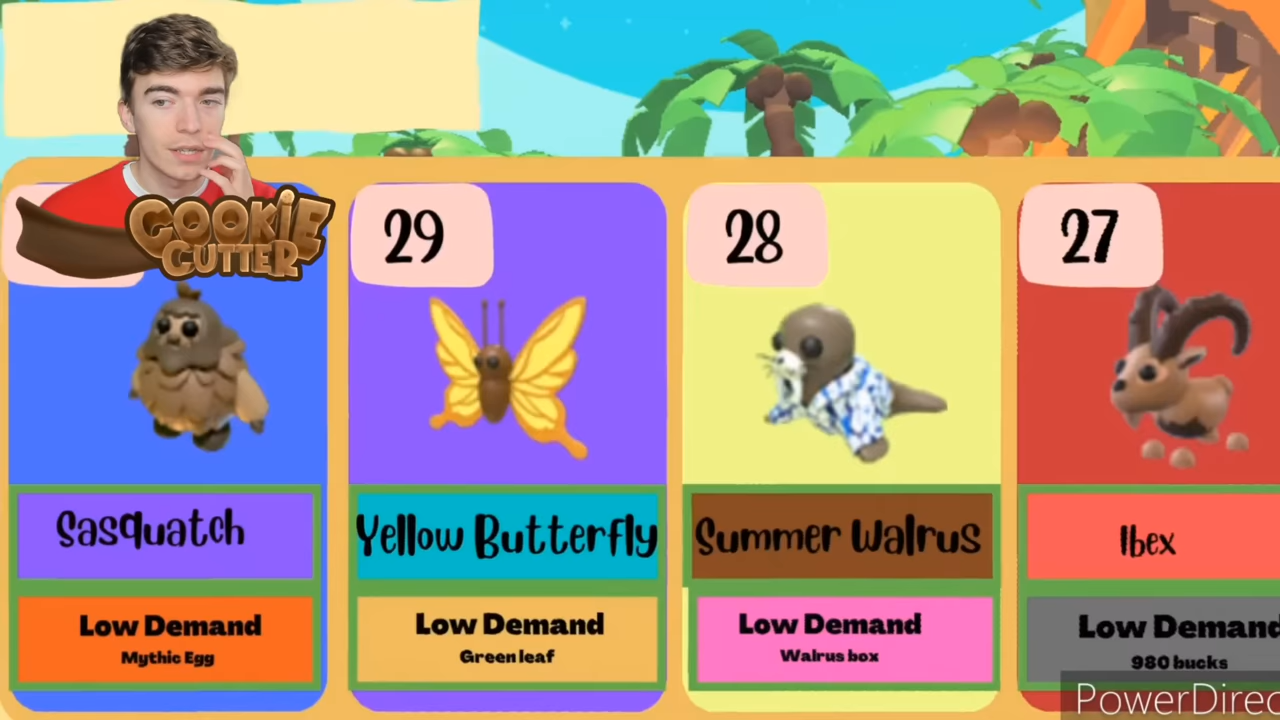 COOKIE
CUTTER
29
28
27
Sasquatch
Yellow Butterfly
Summer Walrus
Ibex
Low Demand
Mythic Egg
Low Demand
Green leaf
Low Demand
Walrus box
Low Demand
980 bucks
PowerDirec